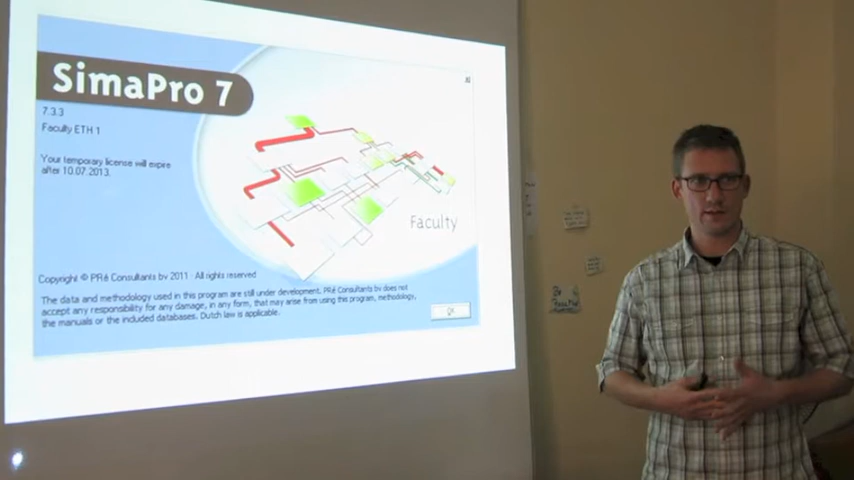 SimaPro 7
7.3.3
Faculty ETH 1
Your temporary license will expire
after 10.07.2013.
Faculty
Copyright © PRé Consultants bv 2011 - All rights reserved
The data and methodology used in this program are still under development. PRé Consultants bv does not
accept any responsibility for any damage, in any form, that may arise from using this program, methodology,
the manuals or the included databases. Dutch law is applicable.
OK